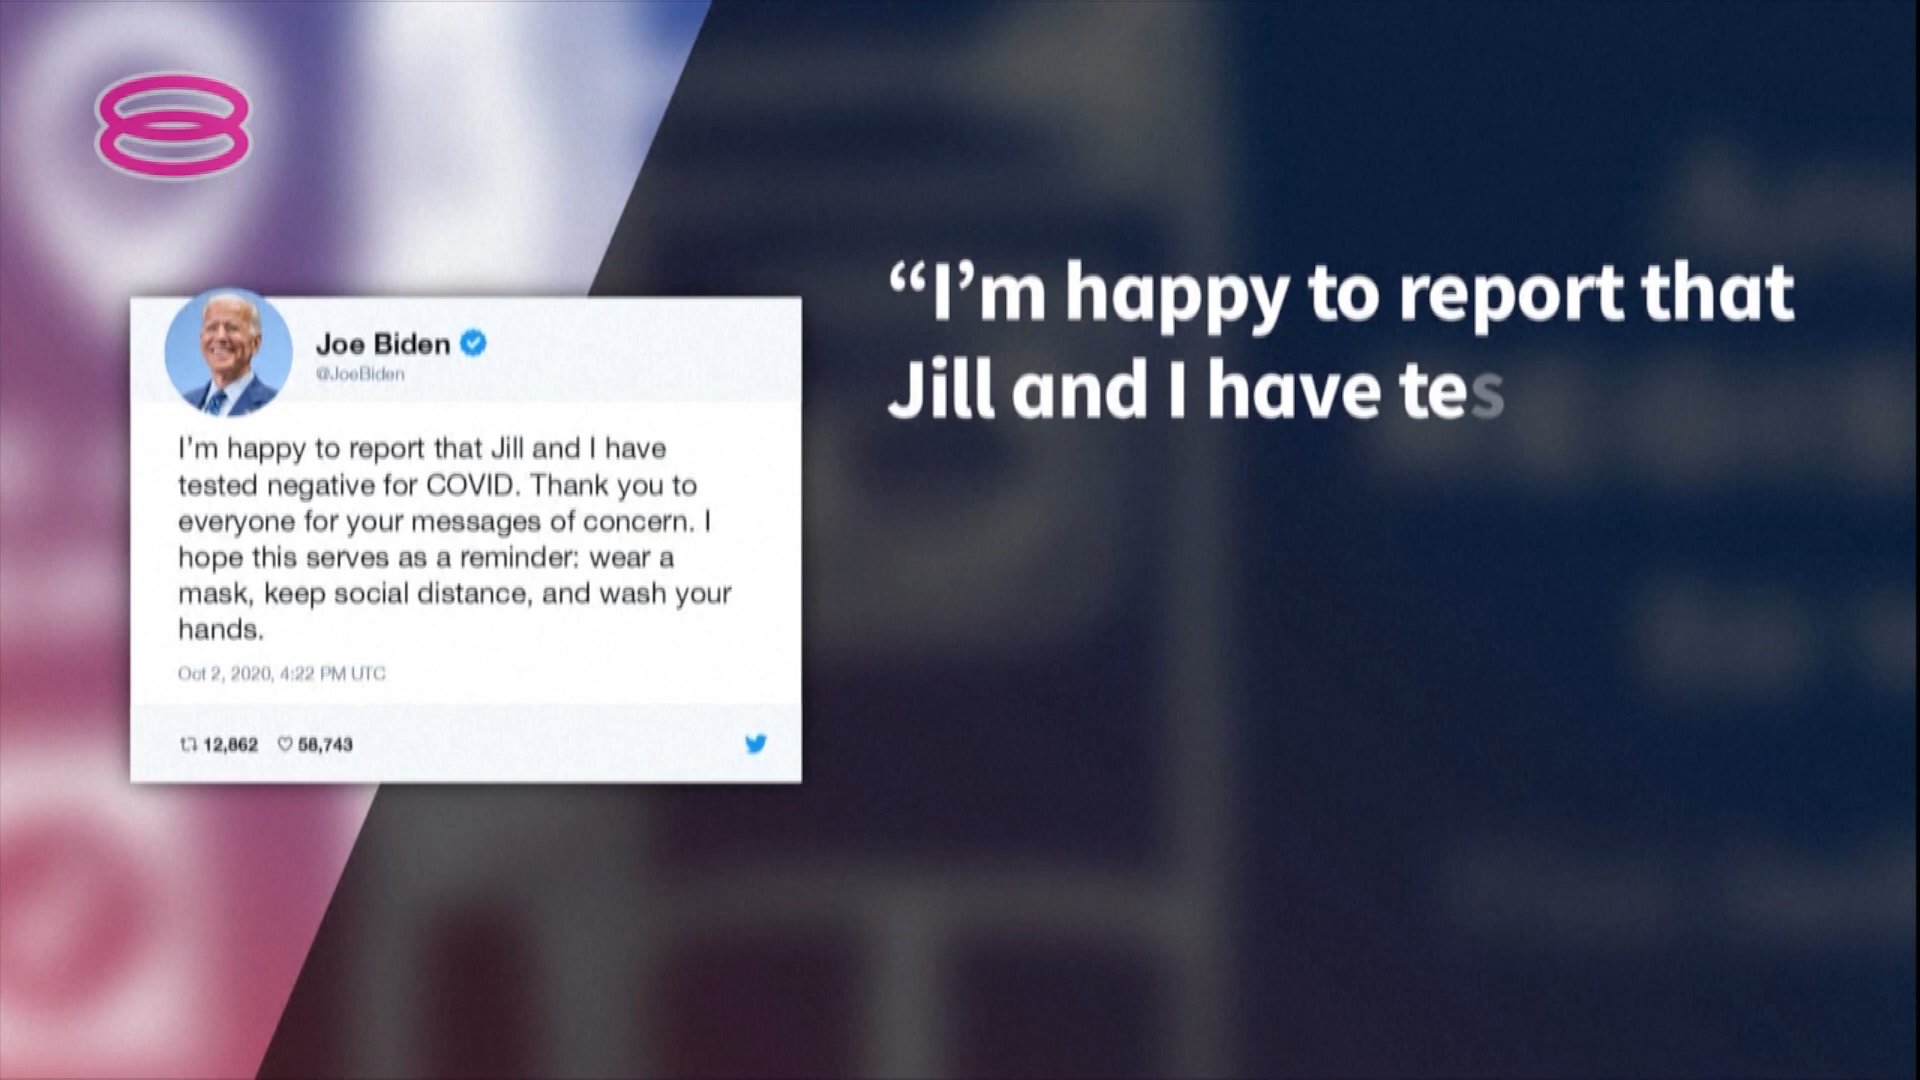 Joe Biden
@JoeBiden
I'm happy to report that Jill and I have
tested negative for COVID. Thank you to
everyone for your messages of concern. I
hope this serves as a reminder: wear a
mask, keep social distance, and wash your
hands.
Oct 2, 2020, 4:22 PM UTC
12,862 58,743
“I’m happy to report that
Jill and I have tes